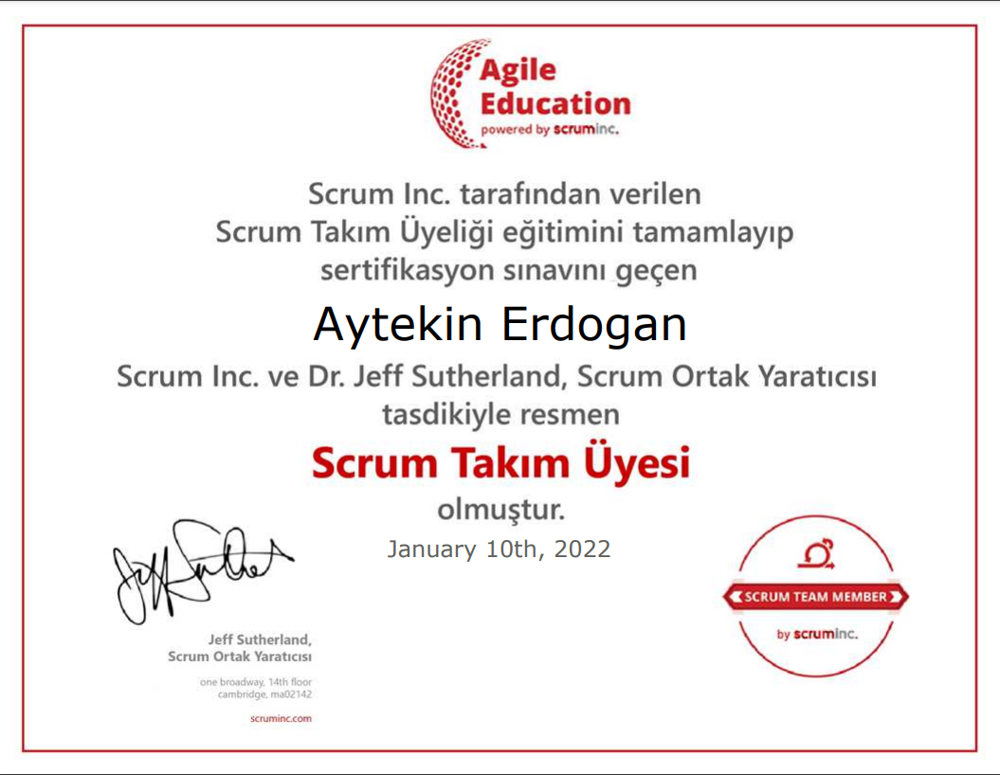 Agile
Education
powered by scruminc.
Scrum Inc. tarafından verilen
Scrum Takım Üyeliği eğitimini tamamlayıp
sertifikasyon sınavını geçen
Aytekin Erdogan
Scrum Inc. ve Dr. Jeff Sutherland, Scrum Ortak Yaratıcısı
tasdikiyle resmen
Scrum Takım Üyesi
olmuştur.
January 10th, 2022
Jeff Sutherland
Jeff Sutherland,
Scrum Ortak Yaratıcısı
one broadway, 14th floor
cambridge, ma02142
scruminc.com
SCRUM TEAM MEMBER
by scruminc.